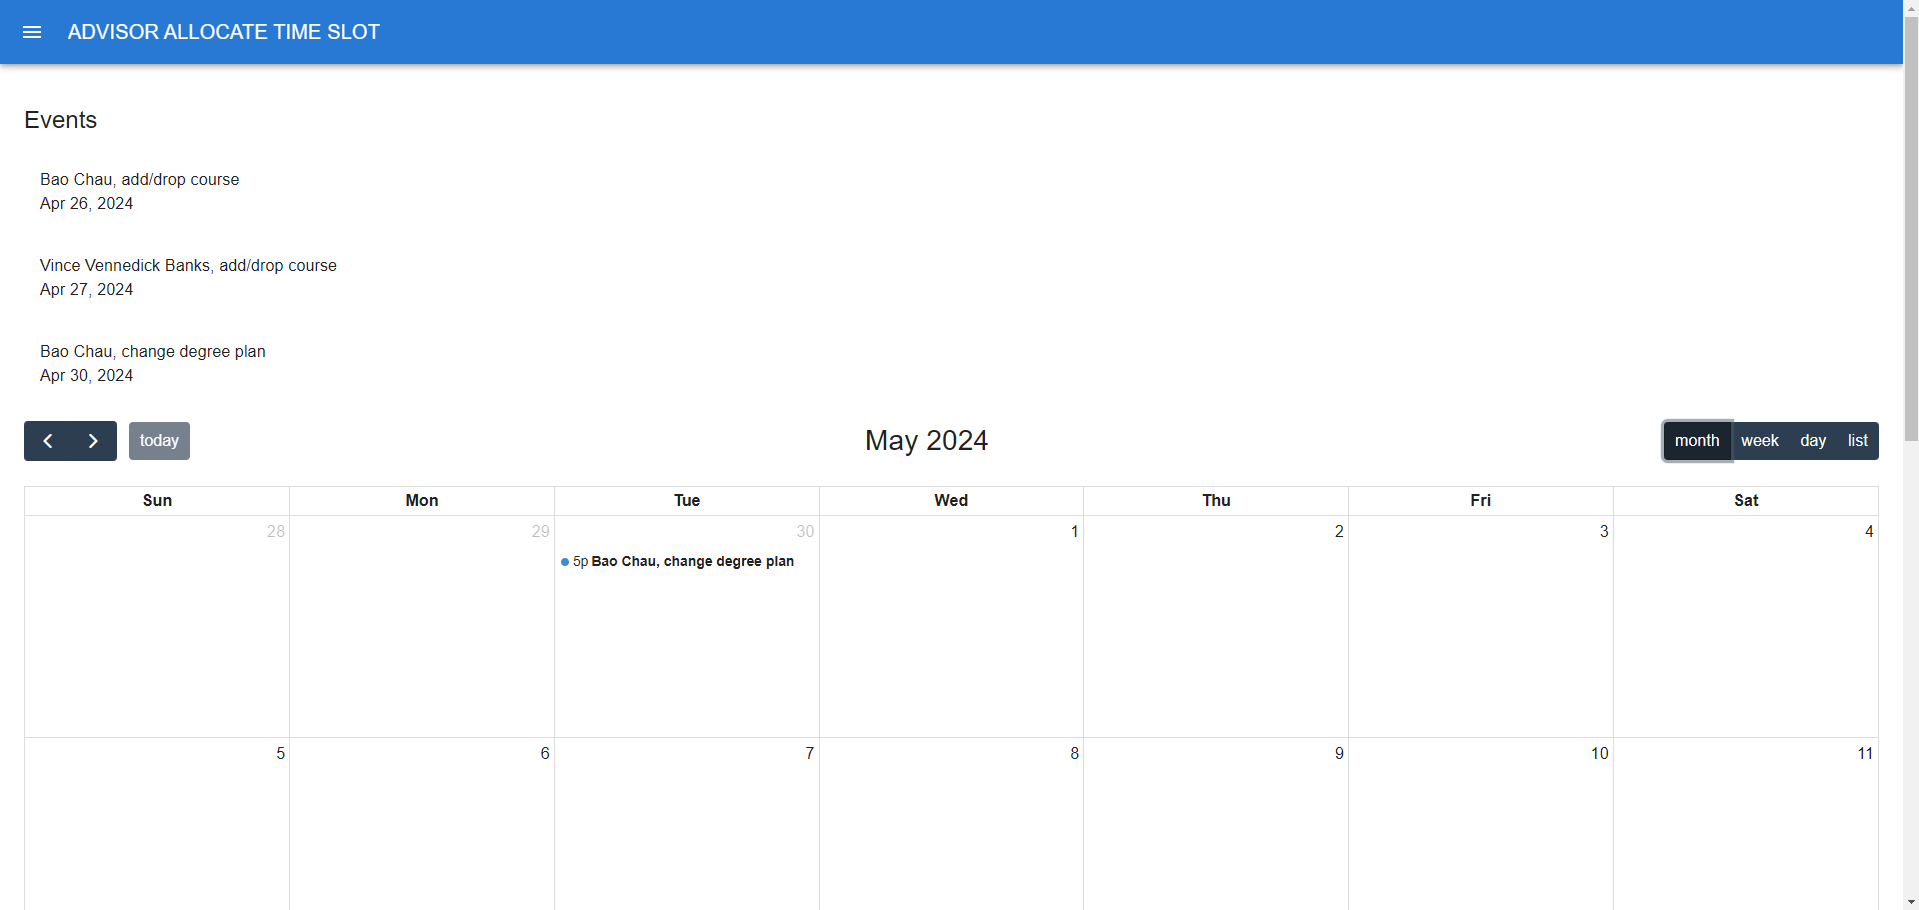 ADVISOR ALLOCATE TIME SLOT
Events
Bao Chau, add/drop course
Apr 26, 2024
Vince Vennedick Banks, add/drop course
Apr 27, 2024
Bao Chau, change degree plan
Apr 30, 2024
today
May 2024
month week day list
Sun Mon Tue Wed Thu Fri Sat
28 29 30 1 2 3 4
5p Bao Chau, change degree plan
5 6 7 8 9 10 11